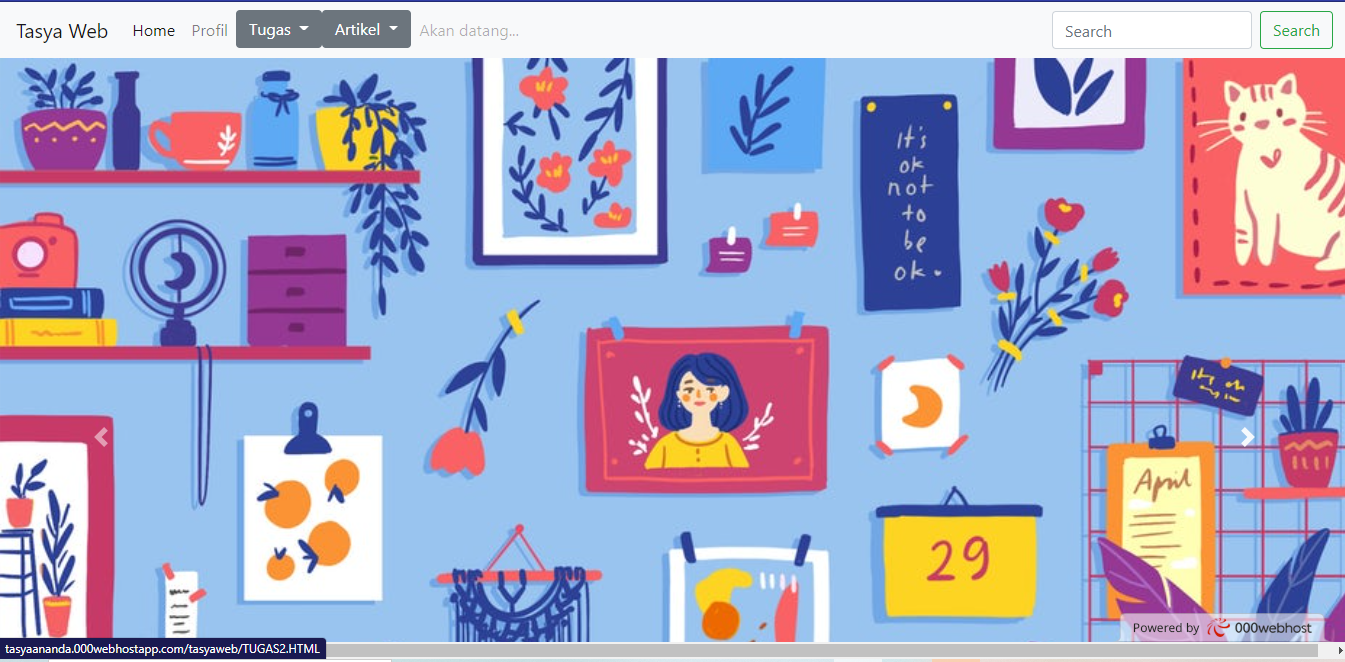 Tasya Web Home Profil Tugas Artikel Akan datang... Search Search
It's
ok
not
to
be
ok.
April
29
Powered by 000webhost
tasyaananda.000webhostapp.com/tasyaweb/TUGAS2.HTML